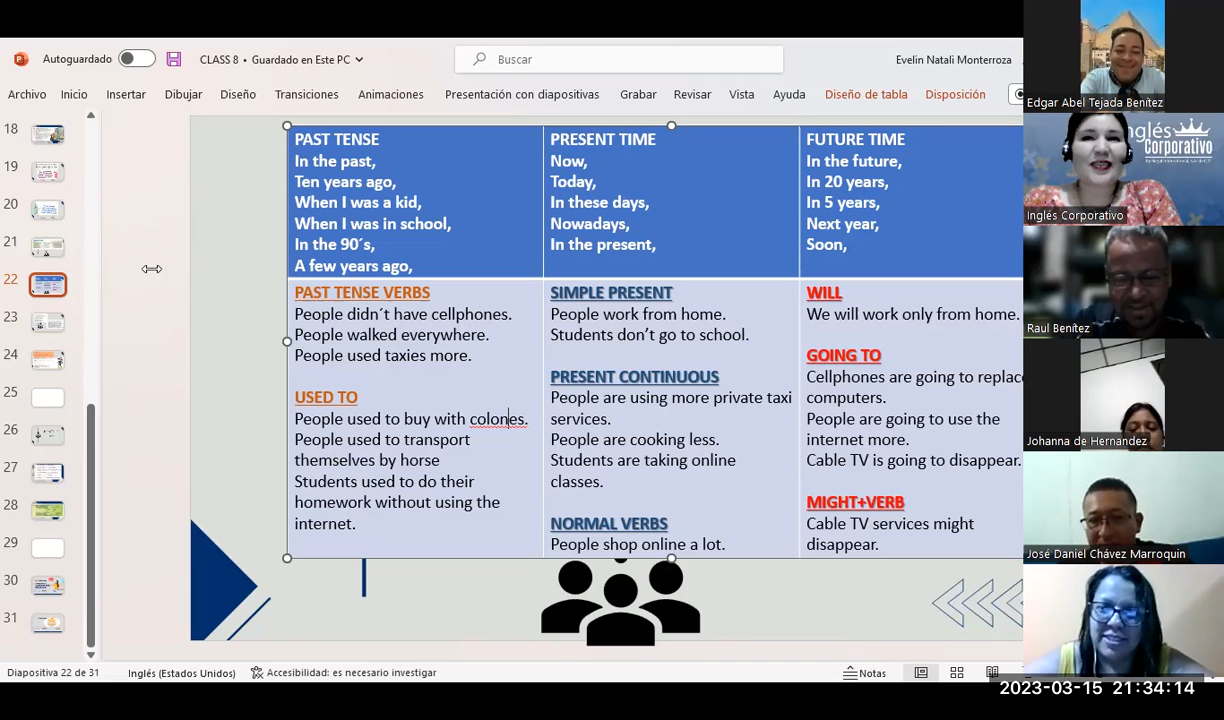 Autoguardado
CLASS 8 • Guardado en Este PC
Buscar
Evelin Natali Monterroza
Archivo Inicio Insertar Dibujar Diseño Transiciones Animaciones Presentación con diapositivas Grabar Revisar Vista Ayuda Diseño de tabla Disposición
18
19
20
21
22
23
24
25
26
27
28
29
30
31
PAST TENSE
In the past,
Ten years ago,
When I was a kid,
When I was in school,
In the 90´s,
A few years ago,
PRESENT TIME
Now,
Today,
In these days,
Nowadays,
In the present,
FUTURE TIME
In the future,
In 20 years,
In 5 years,
Next year,
Soon,
PAST TENSE VERBS
People didn´t have cellphones.
People walked everywhere.
People used taxies more.
USED TO
People used to buy with colones.
People used to transport
themselves by horse
Students used to do their
homework without using the
internet.
SIMPLE PRESENT
People work from home.
Students don’t go to school.
PRESENT CONTINUOUS
People are using more private taxi
services.
People are cooking less.
Students are taking online
classes.
NORMAL VERBS
People shop online a lot.
WILL
We will work only from home.
GOING TO
Cellphones are going to replac
computers.
People are going to use the
internet more.
Cable TV is going to disappear.
MIGHT+VERB
Cable TV services might
disappear.
Diapositiva 22 de 31
Inglés (Estados Unidos)
Accesibilidad: es necesario investigar
Notas
Edgar Abel Tejada Benítez
Inglés
Corporativo
Inglés Corporativo
Raul Benítez
Johanna de Hernandez
José Daniel Chávez Marroquin
2023-03-15 21:34:14